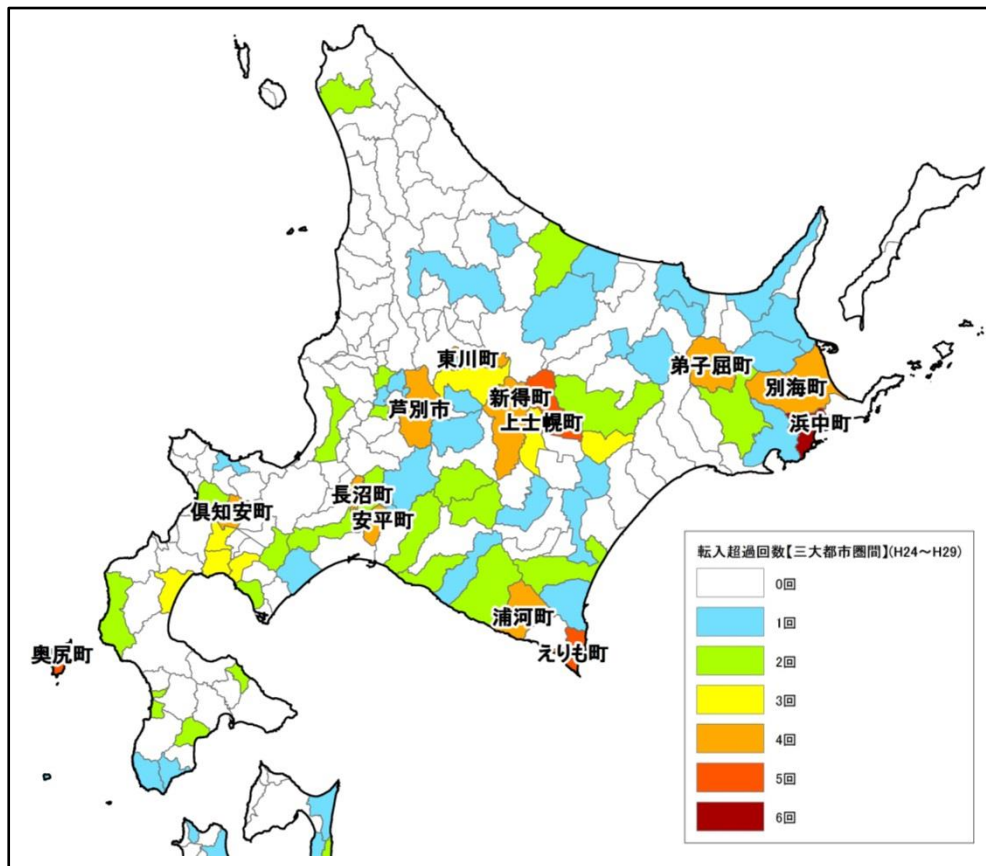 東川町
弟子屈町
新得町
別海町
芦別市
上士幌町
浜中町
長沼町
倶知安町
安平町
浦河町
えりも町
奥尻町
転入超過回数【三大都市圏間】(H24～H29)
0回
1回
2回
3回
4回
5回
6回